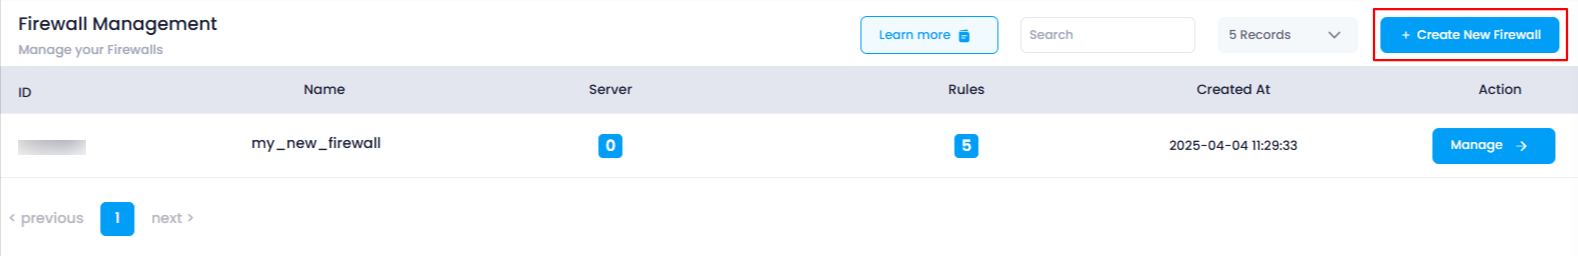 Firewall Management
Manage your Firewalls
Learn more
Search
5 Records
+ Create New Firewall
ID Name Server Rules Created At Action
my_new_firewall 0 5 2025-04-04 11:29:33 Manage →
< previous 1 next >